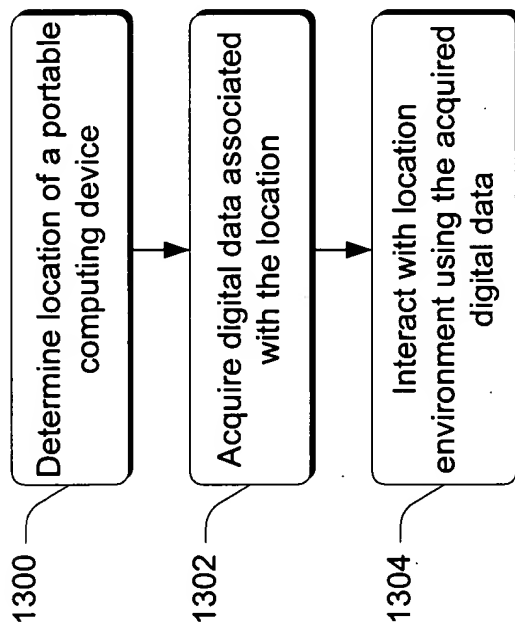 1300
Determine location of a portable
computing device
1302
Acquire digital data associated
with the location
1304
Interact with location
environment using the acquired
digital data